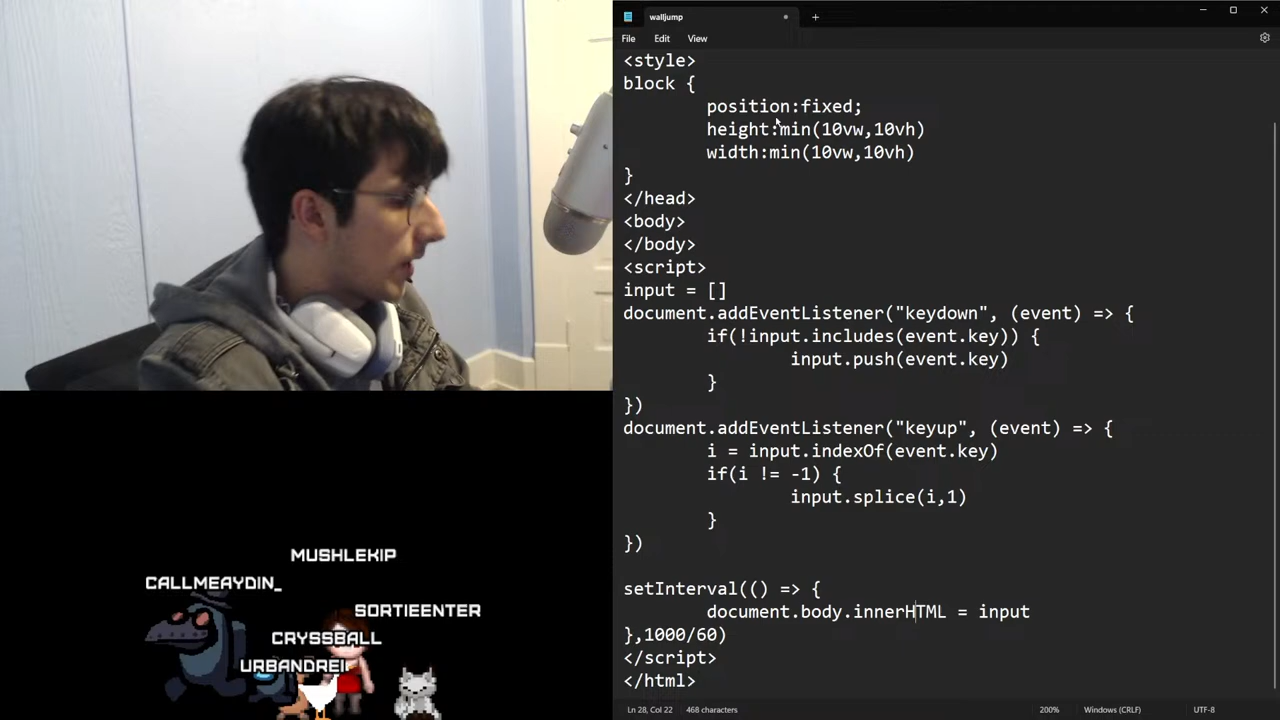 walljump
File Edit View
<style>
block {
position:fixed;
height:min(10vw,10vh)
width:min(10vw,10vh)
}
</head>
<body>
</body>
<script>
input = []
document.addEventListener("keydown", (event) => {
if(!input.includes(event.key)) {
input.push(event.key)
}
})
document.addEventListener("keyup", (event) => {
i = input.indexOf(event.key)
if(i != -1) {
input.splice(i,1)
}
})
setInterval(() => {
document.body.innerHTML = input
},1000/60)
</script>
</html>
Ln 28, Col 22 468 characters 200% Windows (CRLF) UTF-8
MUSHLEKIP
CALLMEAYDIN_
SORTIEENTER
CRYSSBALL
URBANDREI